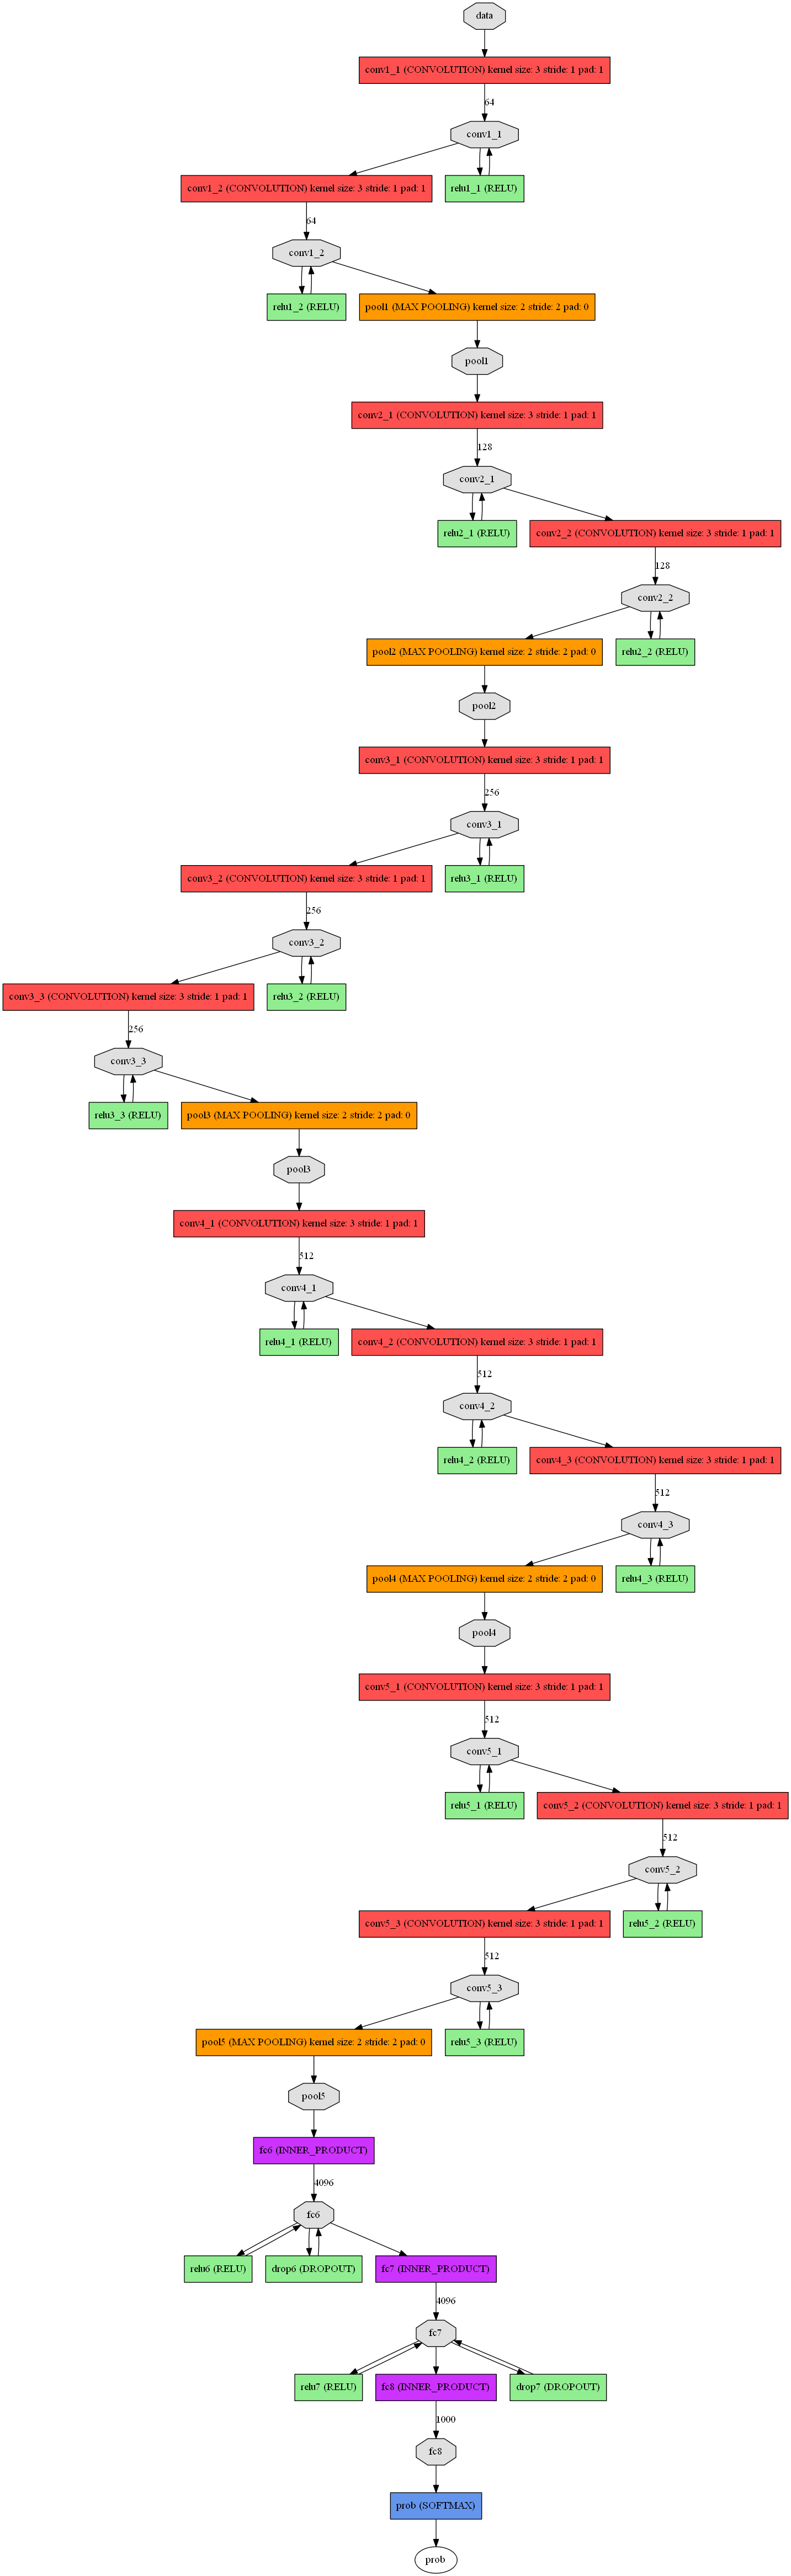 data
conv1_1 (CONVOLUTION) kernel size: 3 stride: 1 pad: 1
64
conv1_1
conv1_2 (CONVOLUTION) kernel size: 3 stride: 1 pad: 1
relu1_1 (RELU)
64
conv1_2
relu1_2 (RELU)
pool1 (MAX POOLING) kernel size: 2 stride: 2 pad: 0
pool1
conv2_1 (CONVOLUTION) kernel size: 3 stride: 1 pad: 1
128
conv2_1
relu2_1 (RELU)
conv2_2 (CONVOLUTION) kernel size: 3 stride: 1 pad: 1
128
conv2_2
pool2 (MAX POOLING) kernel size: 2 stride: 2 pad: 0
relu2_2 (RELU)
pool2
conv3_1 (CONVOLUTION) kernel size: 3 stride: 1 pad: 1
256
conv3_1
conv3_2 (CONVOLUTION) kernel size: 3 stride: 1 pad: 1
relu3_1 (RELU)
256
conv3_2
conv3_3 (CONVOLUTION) kernel size: 3 stride: 1 pad: 1
relu3_2 (RELU)
256
conv3_3
relu3_3 (RELU)
pool3 (MAX POOLING) kernel size: 2 stride: 2 pad: 0
pool3
conv4_1 (CONVOLUTION) kernel size: 3 stride: 1 pad: 1
512
conv4_1
relu4_1 (RELU)
conv4_2 (CONVOLUTION) kernel size: 3 stride: 1 pad: 1
512
conv4_2
relu4_2 (RELU)
conv4_3 (CONVOLUTION) kernel size: 3 stride: 1 pad: 1
512
conv4_3
pool4 (MAX POOLING) kernel size: 2 stride: 2 pad: 0
relu4_3 (RELU)
pool4
conv5_1 (CONVOLUTION) kernel size: 3 stride: 1 pad: 1
512
conv5_1
relu5_1 (RELU)
conv5_2 (CONVOLUTION) kernel size: 3 stride: 1 pad: 1
512
conv5_2
conv5_3 (CONVOLUTION) kernel size: 3 stride: 1 pad: 1
relu5_2 (RELU)
512
conv5_3
pool5 (MAX POOLING) kernel size: 2 stride: 2 pad: 0
relu5_3 (RELU)
pool5
fc6 (INNER_PRODUCT)
4096
fc6
relu6 (RELU)
drop6 (DROPOUT)
fc7 (INNER_PRODUCT)
4096
fc7
relu7 (RELU)
fc8 (INNER_PRODUCT)
drop7 (DROPOUT)
1000
fc8
prob (SOFTMAX)
prob